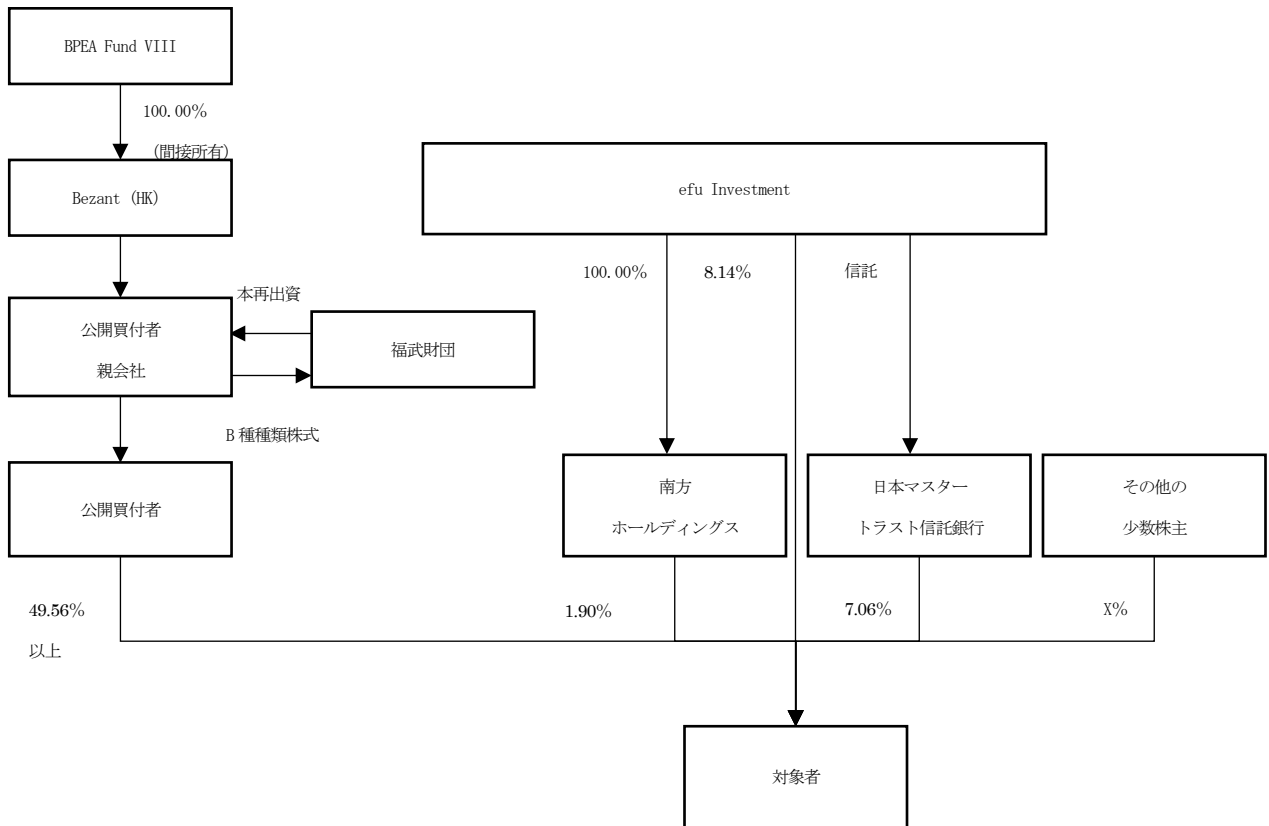 BPEA Fund VIII
100.00%
(間接所有)
Bezant (HK)
efu Investment
100.00%
8.14%
信託
本再出資
公開買付者
親会社
福武財団
B 種種類株式
公開買付者
南方
ホールディングス
日本マスター
トラスト信託銀行
その他の
少数株主
49.56%
以上
1.90%
7.06%
X%
対象者